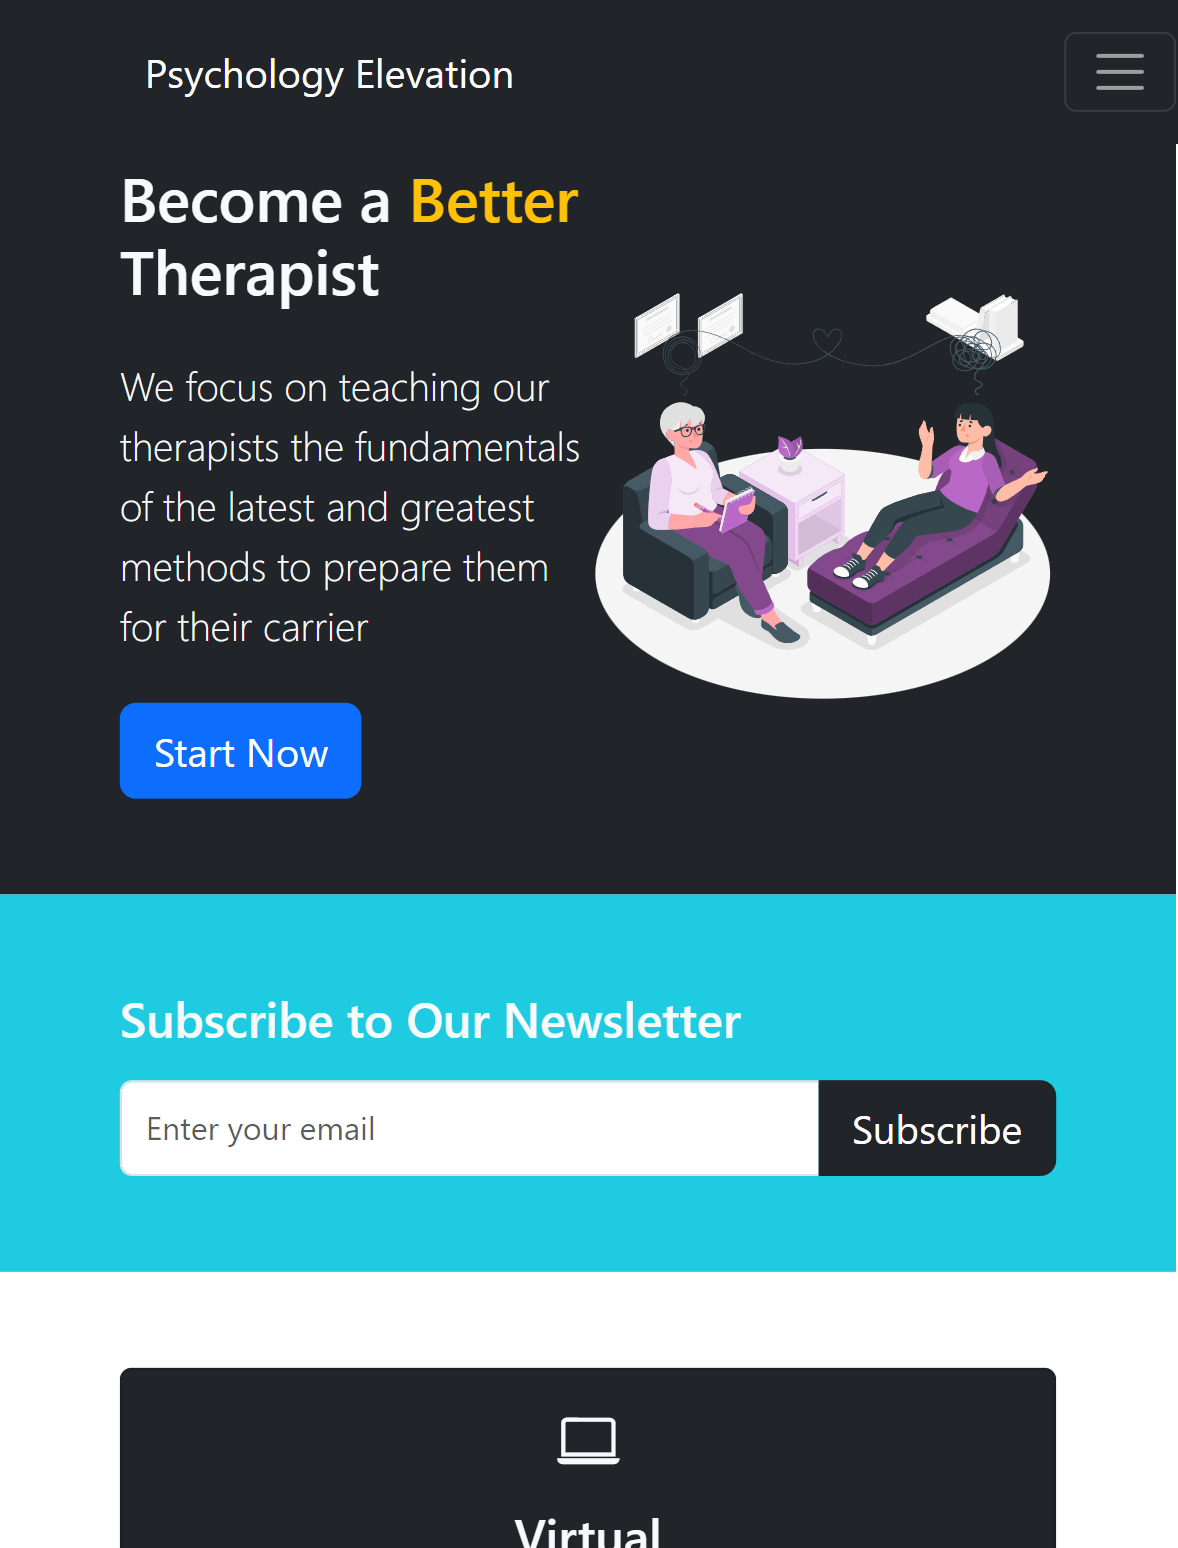 Psychology Elevation
Become a Better
Therapist
We focus on teaching our
therapists the fundamentals
of the latest and greatest
methods to prepare them
for their carrier
Start Now
Subscribe to Our Newsletter
Enter your email
Subscribe
Virtual